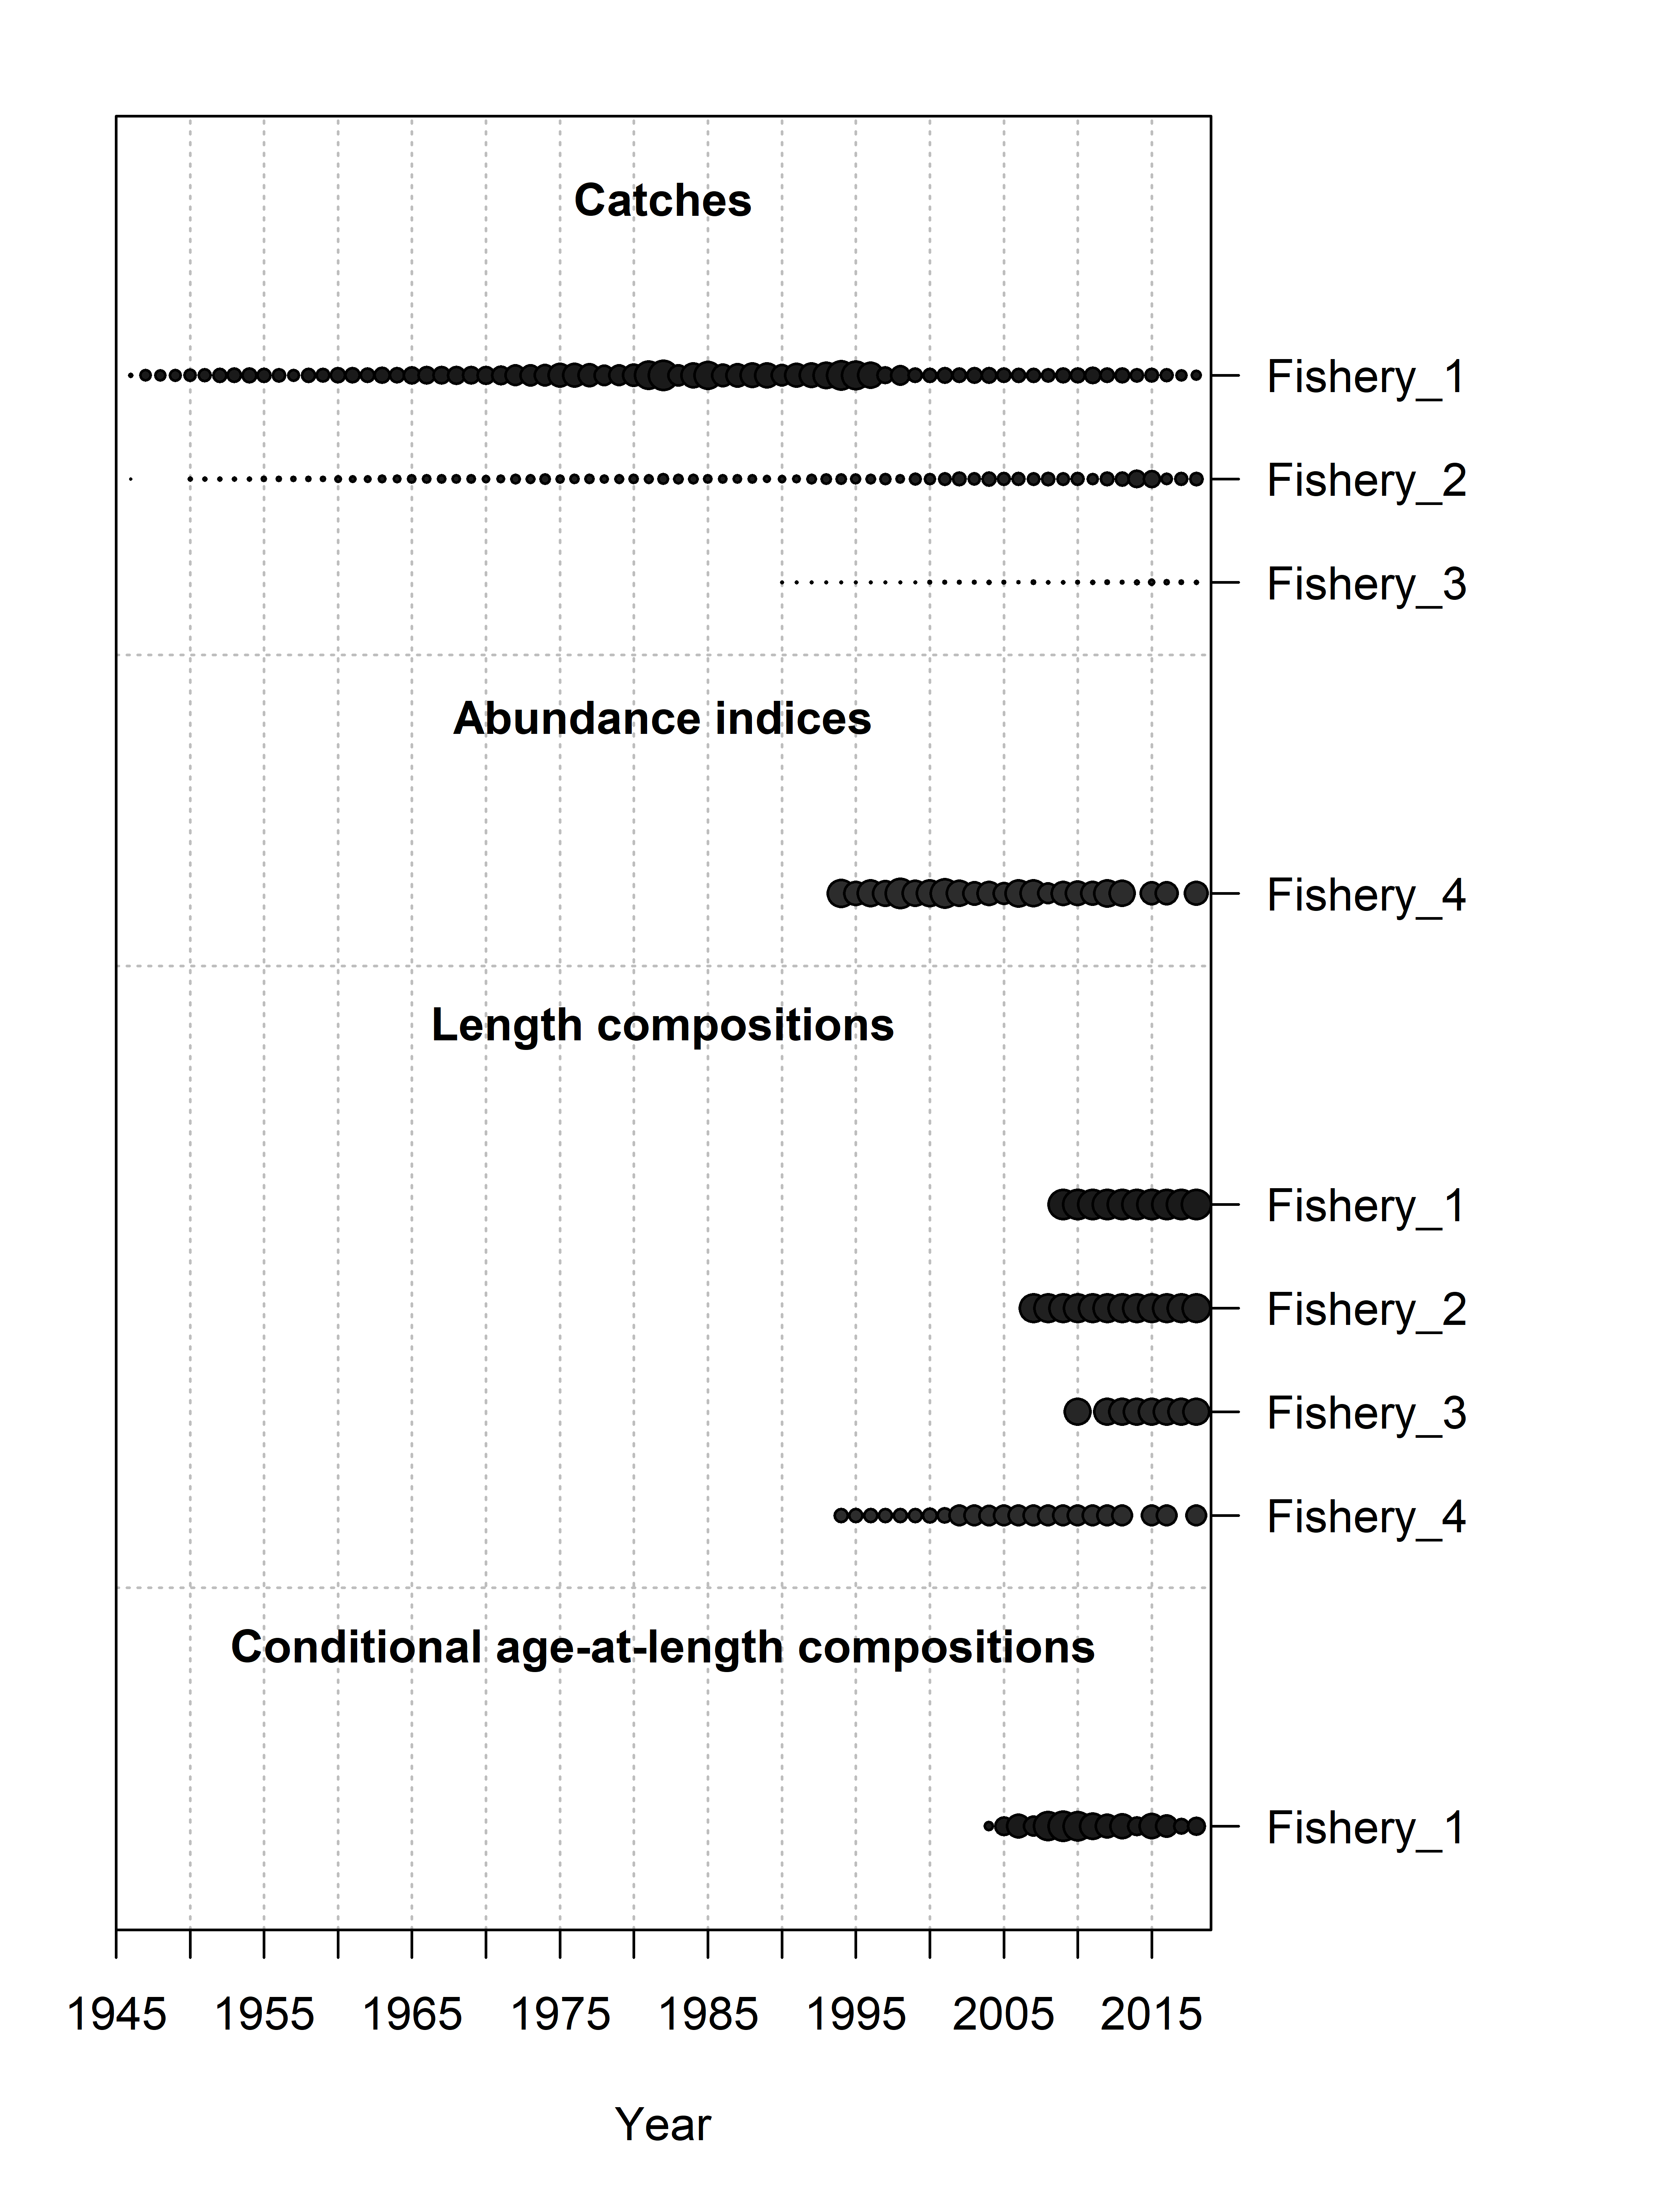 Catches
Fishery_1
Fishery_2
Fishery_3
Abundance indices
Fishery_4
Length compositions
Fishery_1
Fishery_2
Fishery_3
Fishery_4
Conditional age-at-length compositions
Fishery_1
1945 1955 1965 1975 1985 1995 2005 2015
Year